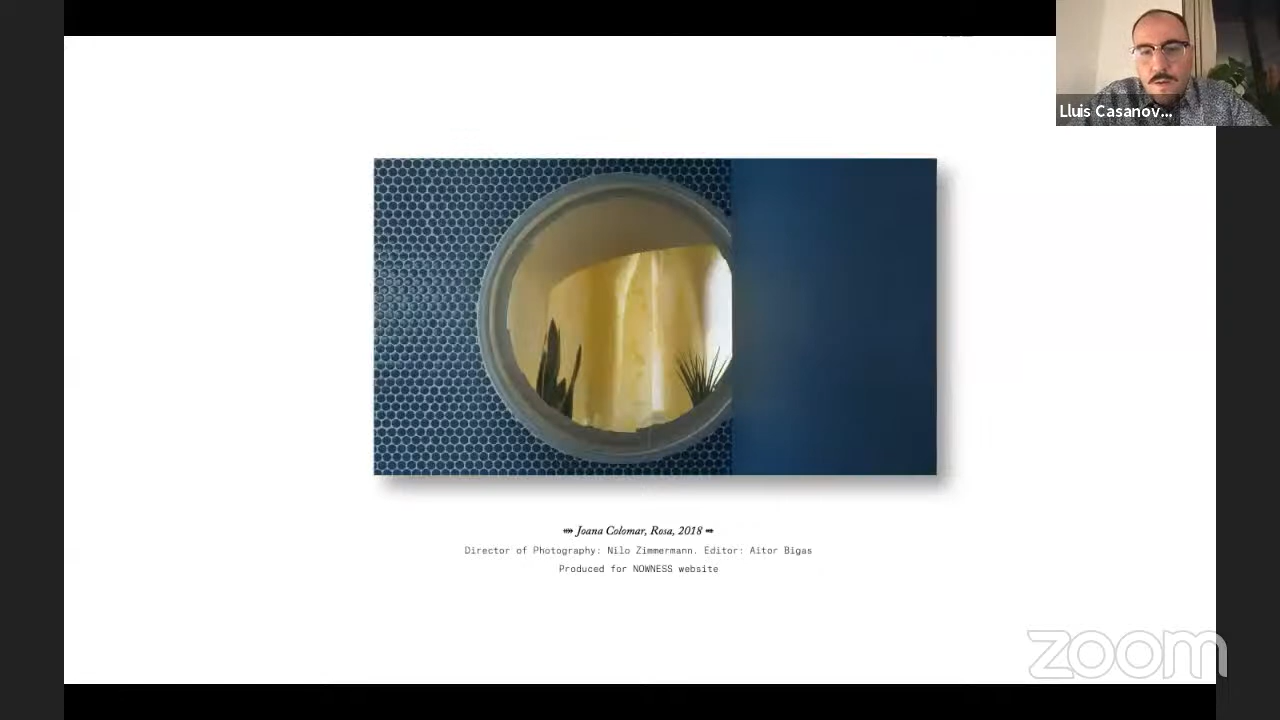 Lluis Casanov...
Joana Colomar, Rosa, 2018
Director of Photography: Nilo Zimmermann. Editor: Aitor Bigas
Produced for NOWNESS website
zoom